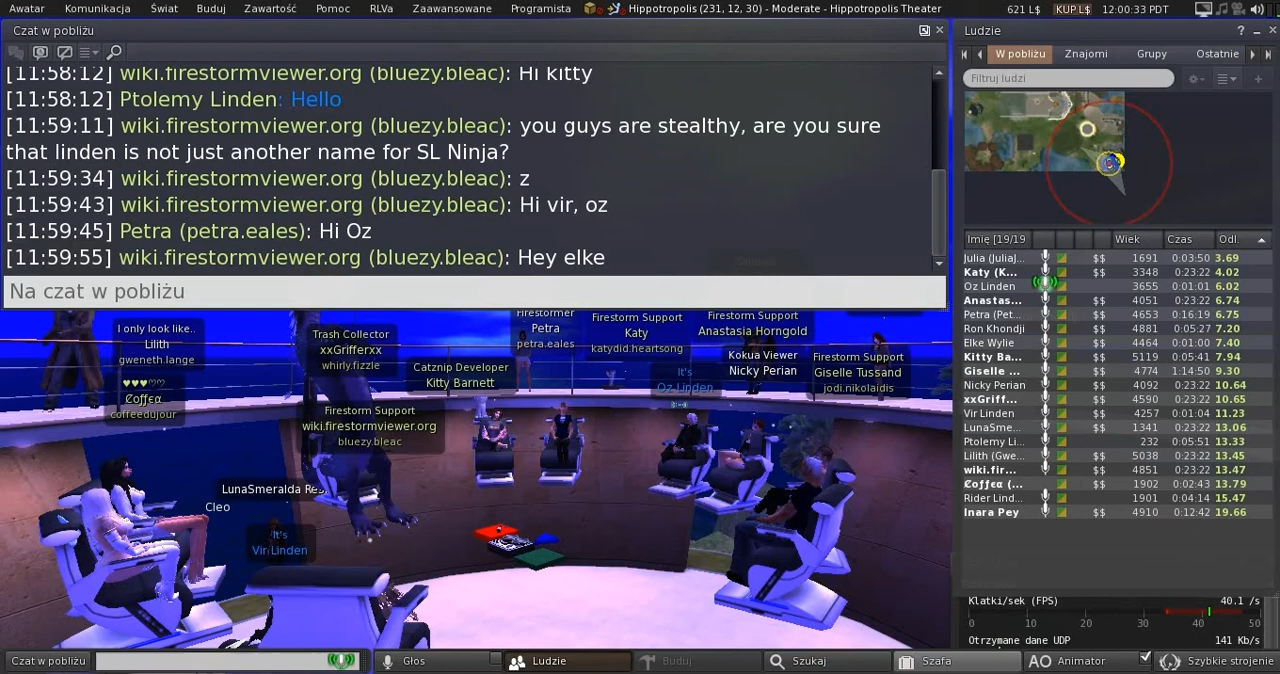 Awatar Komunikacja Świat Buduj Zawartość Pomoc RLVa Zaawansowane Programista Hippotropolis (231, 12, 30) - Moderate - Hippotropolis Theater 621 L$ KUP L$ 12:00:33 PDT
Czat w pobliżu
[11:58:12] wiki.firestormviewer.org (bluezy.bleac): Hi kitty
[11:58:12] Ptolemy Linden: Hello
[11:59:11] wiki.firestormviewer.org (bluezy.bleac): you guys are stealthy, are you sure
that linden is not just another name for SL Ninja?
[11:59:34] wiki.firestormviewer.org (bluezy.bleac): z
[11:59:43] wiki.firestormviewer.org (bluezy.bleac): Hi vir, oz
[11:59:45] Petra (petra.eales): Hi Oz
[11:59:55] wiki.firestormviewer.org (bluezy.bleac): Hey elke
Na czat w pobliżu
I only look like..
Lilith
gweneth.lange
♥♥♥♡♡
Ȼσƒƒєα
coffeedujour
Trash Collector
xxGrifferxx
whirly.fizzle
Catznip Developer
Kitty Barnett
Firestormer
Petra
petra.eales
Firestorm Support
Katy
katydid.heartsong
Firestorm Support
Anastasia Horngold
It's
Oz Linden
Kokua Viewer
Nicky Perian
Firestorm Support
Giselle Tussand
jodi.nikolaidis
Firestorm Support
wiki.firestormviewer.org
bluezy.bleac
LunaSmeralda Res
Cleo
It's
Vir Linden
Ludzie
W pobliżu Znajomi Grupy Ostatnie
Filtruj ludzi
Imię [19/19 Wiek Czas Odl.
Julia (JuliaJ... $$ 1691 0:03:50 3.69
Katy (K... $$ 3348 0:23:22 4.02
Oz Linden 3655 0:01:01 6.02
Anastas... $$ 4051 0:23:22 6.74
Petra (Pet... $$ 4653 0:16:19 6.75
Ron Khondji $$ 4881 0:05:27 7.20
Elke Wylie $$ 4464 0:01:00 7.40
Kitty Ba... $$ 5119 0:05:41 7.94
Giselle ... $$ 4774 1:14:50 9.30
Nicky Perian $$ 4092 0:23:22 10.64
xxGriff... $$ 4590 0:23:22 10.65
Vir Linden $$ 4257 0:01:04 11.23
LunaSme... $$ 1341 0:23:22 13.06
Ptolemy Li... 232 0:05:51 13.33
Lilith (Gwe... $$ 5038 0:23:22 13.45
wiki.fir... $$ 4851 0:23:22 13.47
Ȼσƒƒєα (... $$ 1902 0:02:43 13.79
Rider Lind... 1901 0:04:14 15.47
Inara Pey $$ 4910 0:12:42 19.66
Klatki/sek (FPS) 40.1 /s
0 10 20 30 40 50
Otrzymane dane UDP 141 Kb/s
Czat w pobliżu Głos Ludzie Buduj Szukaj Szafa AO Animator Szybkie strojenie